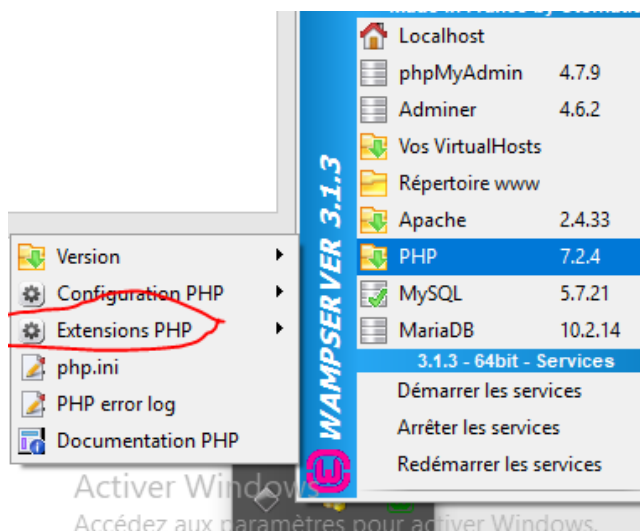 Localhost
phpMyAdmin 4.7.9
Adminer 4.6.2
Vos VirtualHosts
Répertoire www
Apache 2.4.33
PHP 7.2.4
MySQL 5.7.21
MariaDB 10.2.14
3.1.3 - 64bit - Services
Démarrer les services
Arrêter les services
Redémarrer les services
WAMPSERVER 3.1.3
Version
Configuration PHP
Extensions PHP
php.ini
PHP error log
Documentation PHP
Activer Windows
Accédez aux paramètres pour activer Windows.